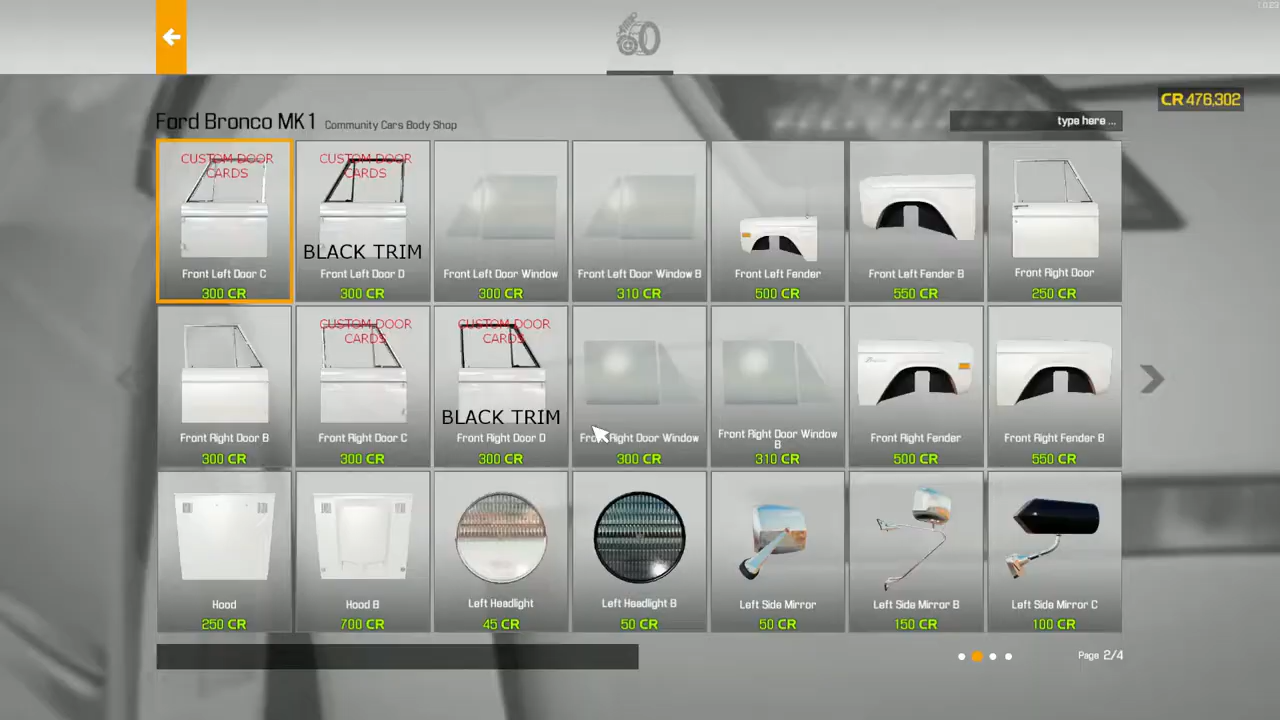 10:23
CR 476,302
Ford Bronco MK1 Community Cars Body Shop
type here ...
CUSTOM DOOR
CARDS
Front Left Door C
300 CR
CUSTOM DOOR
CARDS
BLACK TRIM
Front Left Door D
300 CR
Front Left Door Window
300 CR
Front Left Door Window B
310 CR
Front Left Fender
500 CR
Front Left Fender B
550 CR
Front Right Door
250 CR
Front Right Door B
300 CR
CUSTOM DOOR
CARDS
Front Right Door C
300 CR
CUSTOM DOOR
CARDS
BLACK TRIM
Front Right Door D
300 CR
Front Right Door Window
300 CR
Front Right Door Window
B
310 CR
Front Right Fender
500 CR
Front Right Fender B
550 CR
Hood
250 CR
Hood B
700 CR
Left Headlight
45 CR
Left Headlight B
50 CR
Left Side Mirror
50 CR
Left Side Mirror B
150 CR
Left Side Mirror C
100 CR
Page 2/4